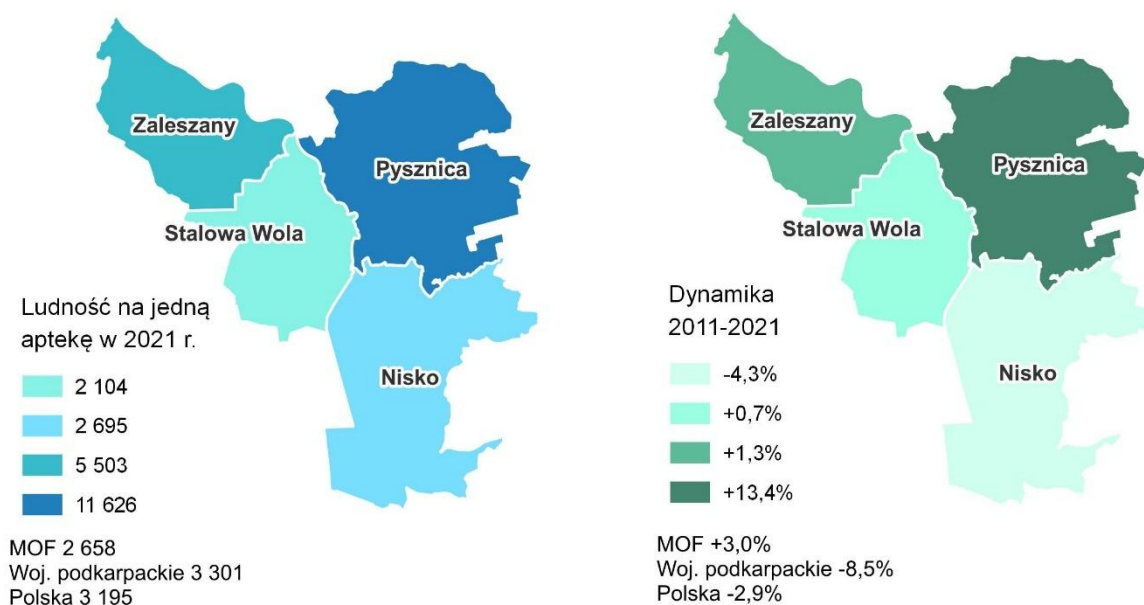 Zaleszany
Pysznica
Stalowa Wola
Nisko
Ludność na jedną
aptekę w 2021 r.
2 104
2 695
5 503
11 626
MOF 2 658
Woj. podkarpackie 3 301
Polska 3 195
Zaleszany
Pysznica
Stalowa Wola
Nisko
Dynamika
2011-2021
-4,3%
+0,7%
+1,3%
+13,4%
MOF +3,0%
Woj. podkarpackie -8,5%
Polska -2,9%